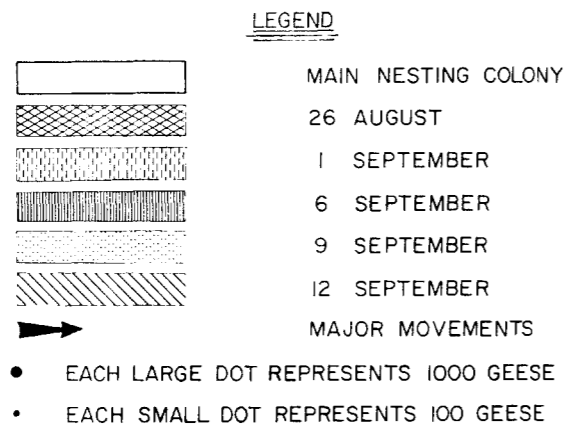 LEGEND
MAIN NESTING COLONY
26 AUGUST
1 SEPTEMBER
6 SEPTEMBER
9 SEPTEMBER
12 SEPTEMBER
MAJOR MOVEMENTS
EACH LARGE DOT REPRESENTS 1000 GEESE
EACH SMALL DOT REPRESENTS 100 GEESE